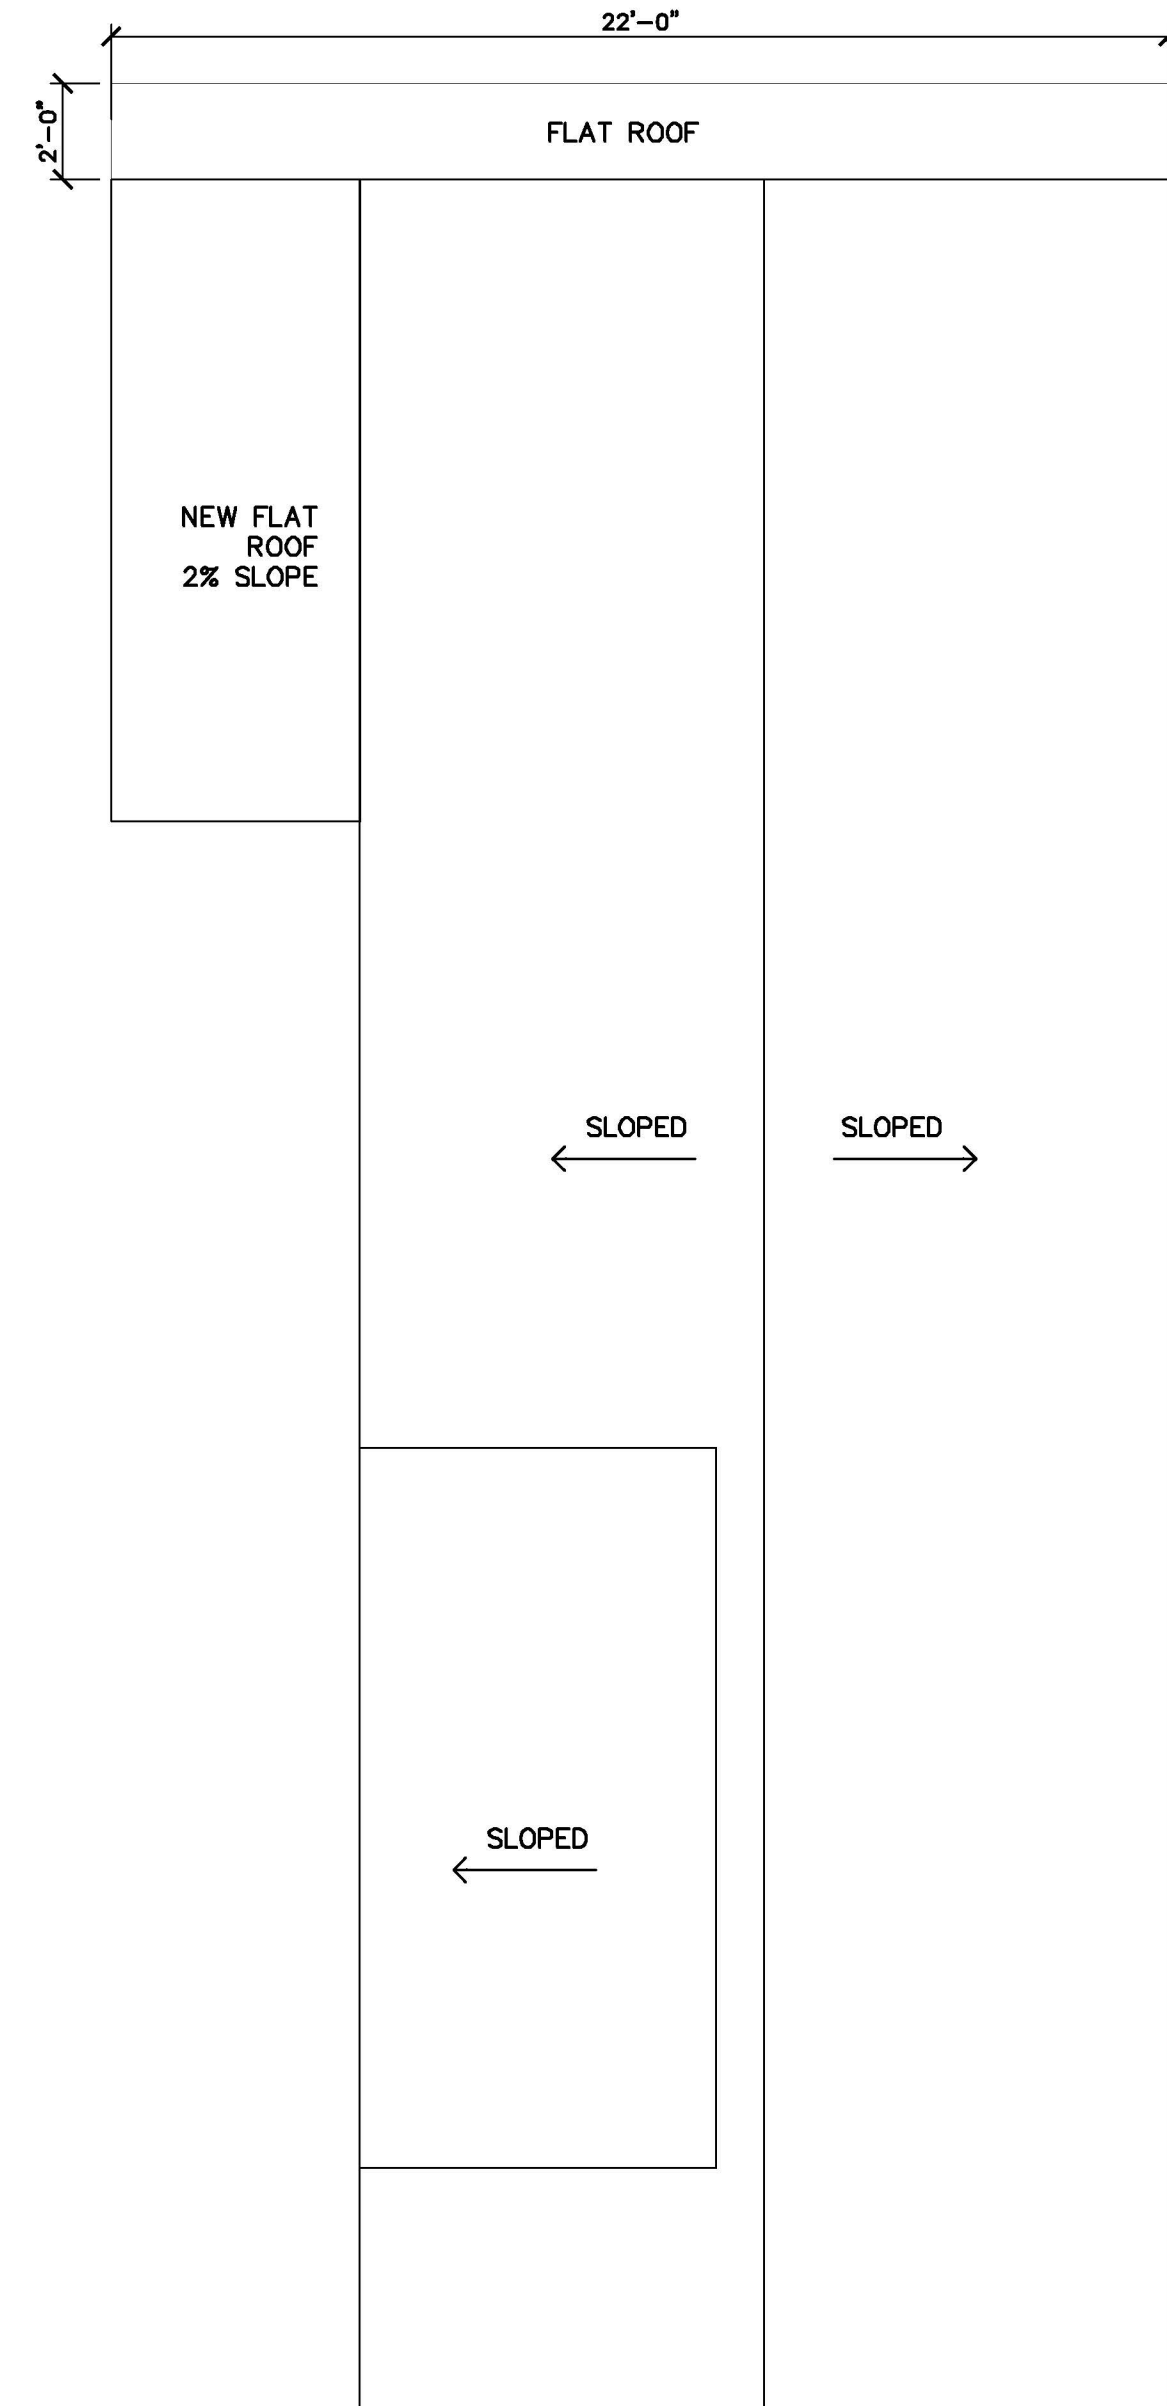 22'-0"
2'-0"
FLAT ROOF
NEW FLAT
ROOF
2% SLOPE
SLOPED
SLOPED
SLOPED